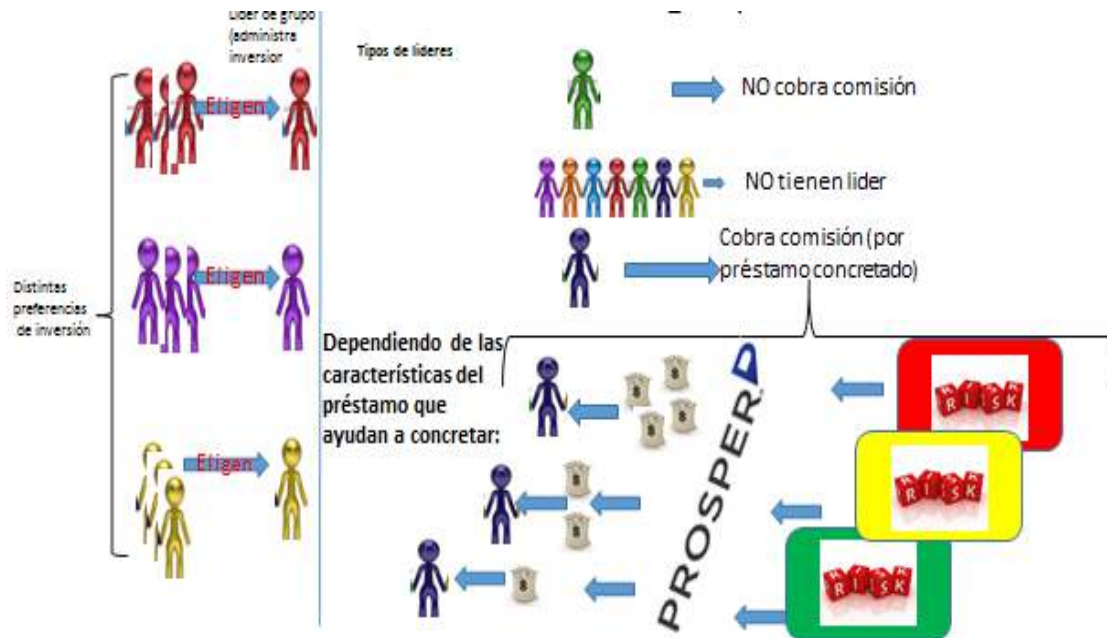 Lider de grupo
(administra
inversion
Tipos de lideres
Eligen
Eligen
Eligen
Distintas
preferencias
de inversión
NO cobra comisión
NO tienen lider
Cobra comisión (por
préstamo concretado)
Dependiendo de las
características del
préstamo que
ayudan a concretar:
$
$
$
$
$
$
$
PROSPER
RISK
RISK
RISK